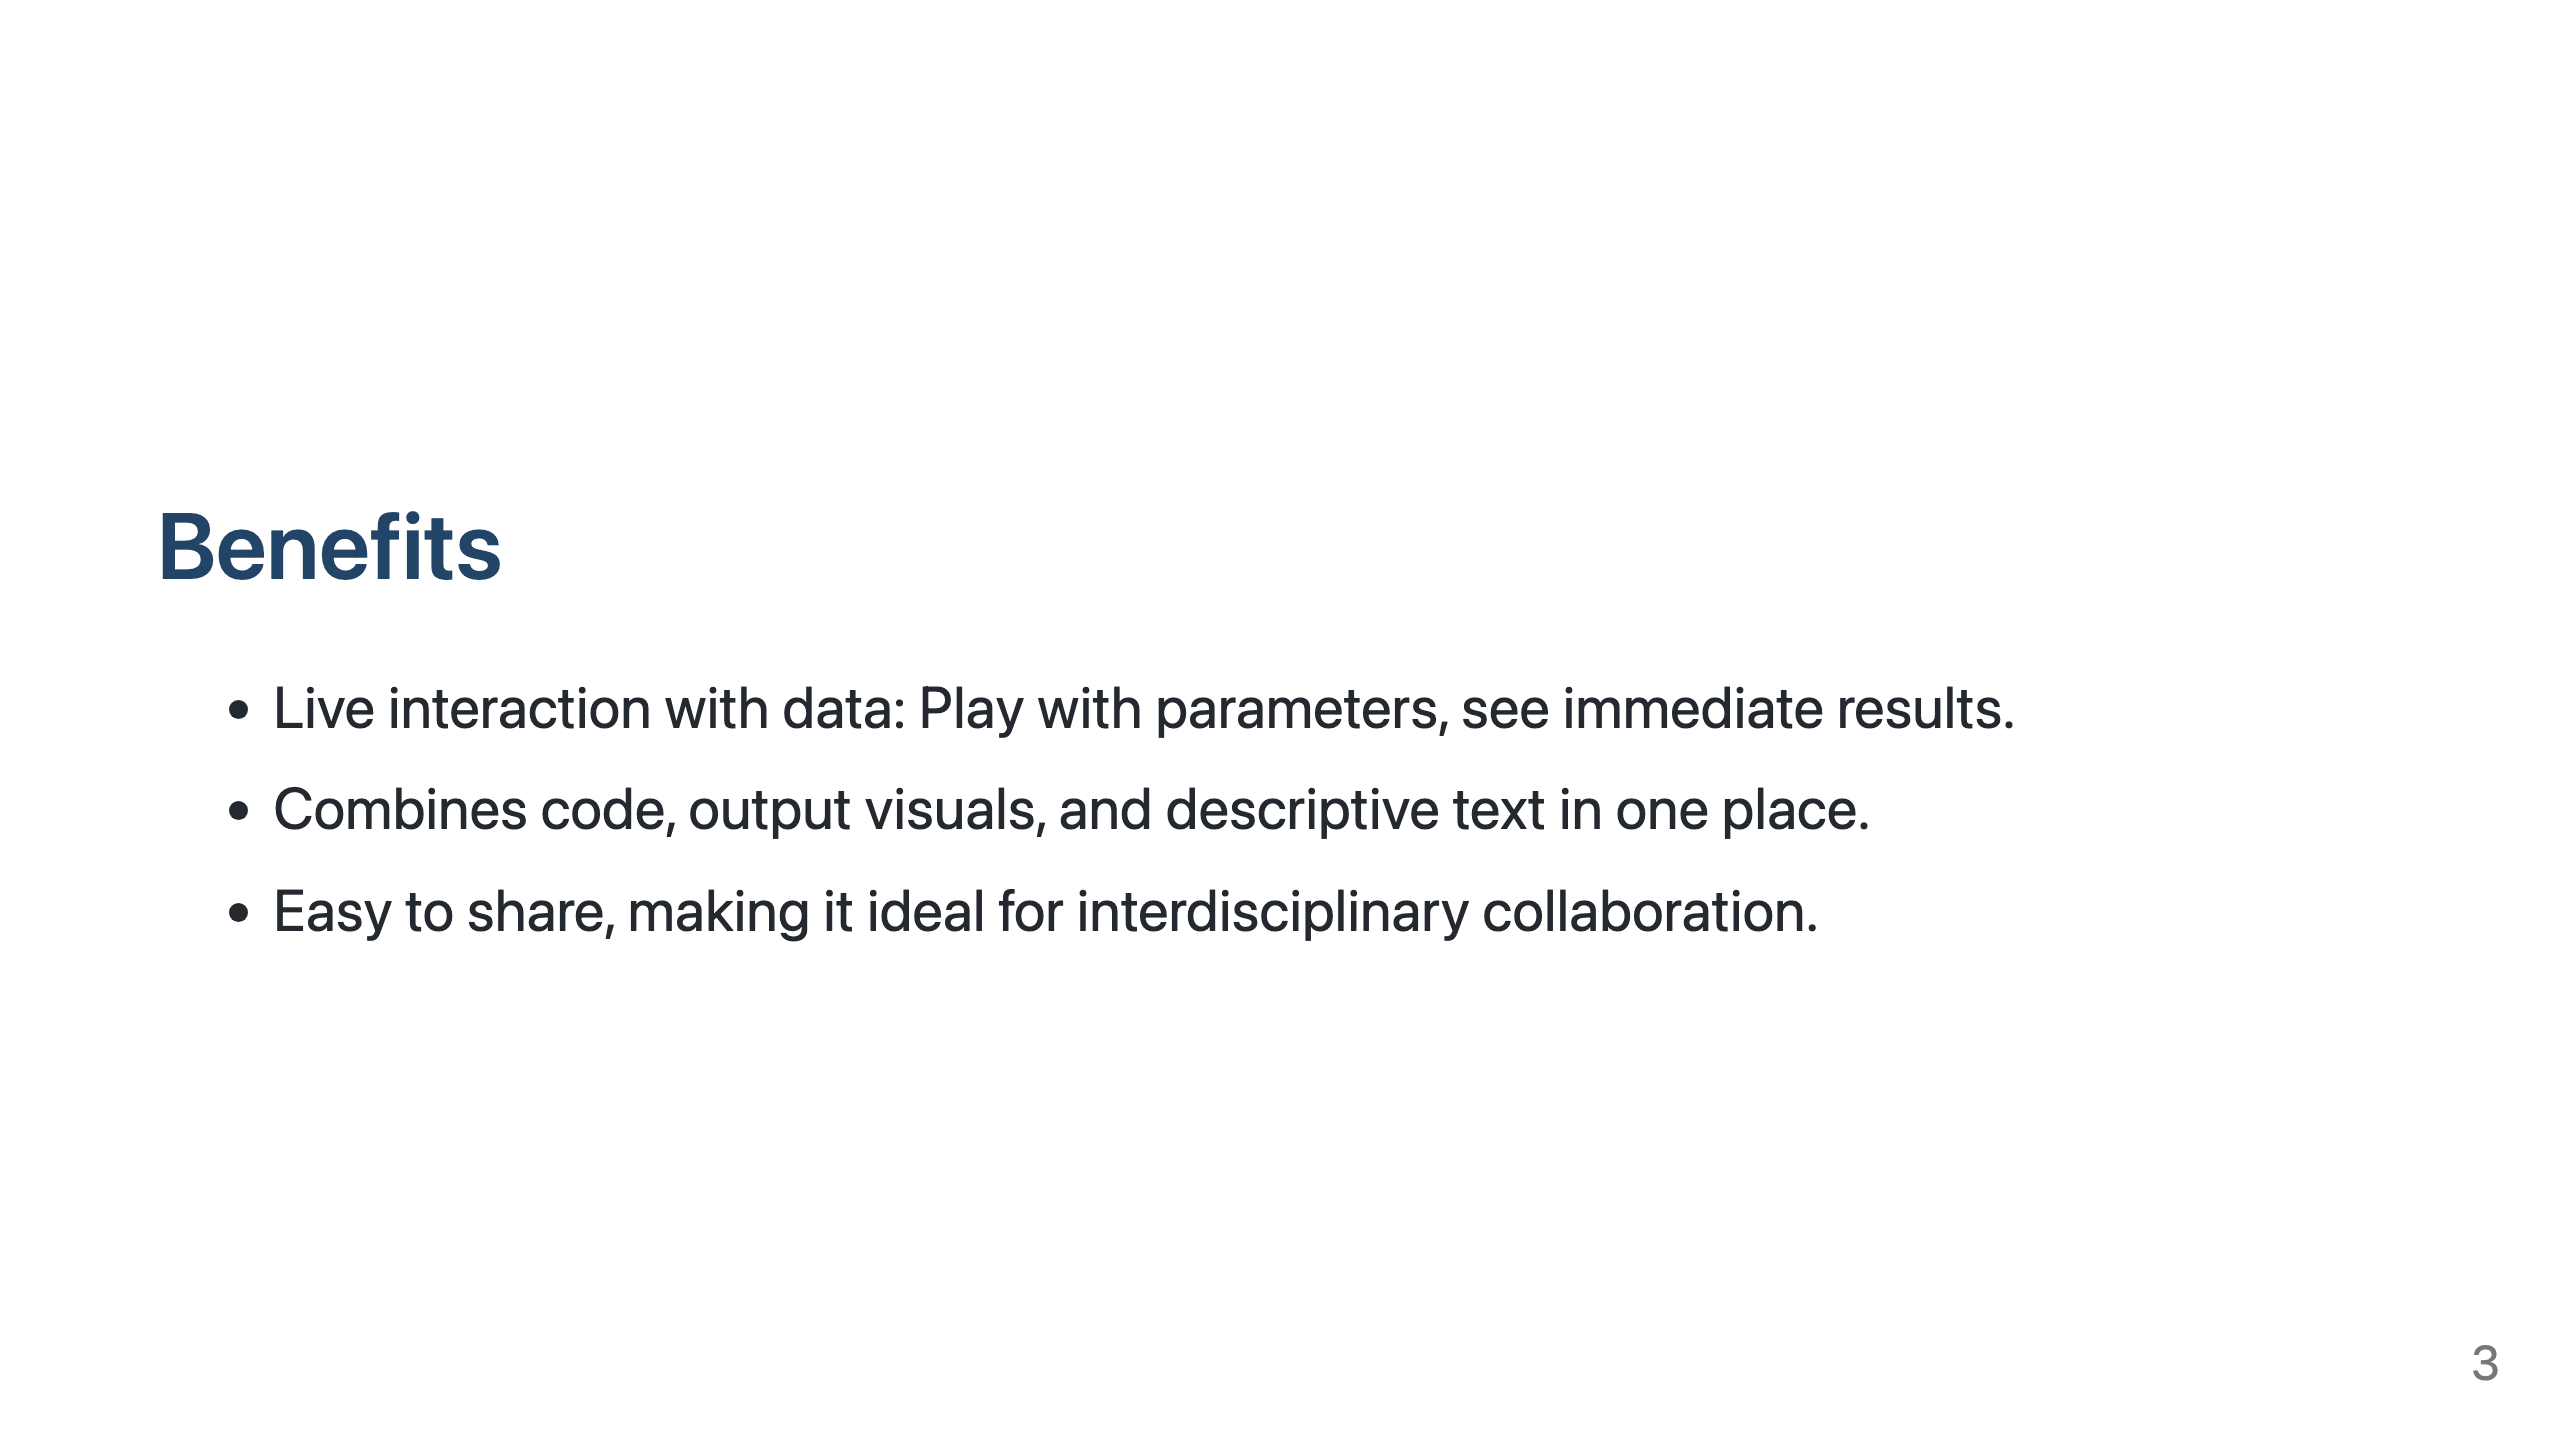 Benefits
• Live interaction with data: Play with parameters, see immediate results.
• Combines code, output visuals, and descriptive text in one place.
• Easy to share, making it ideal for interdisciplinary collaboration.
3